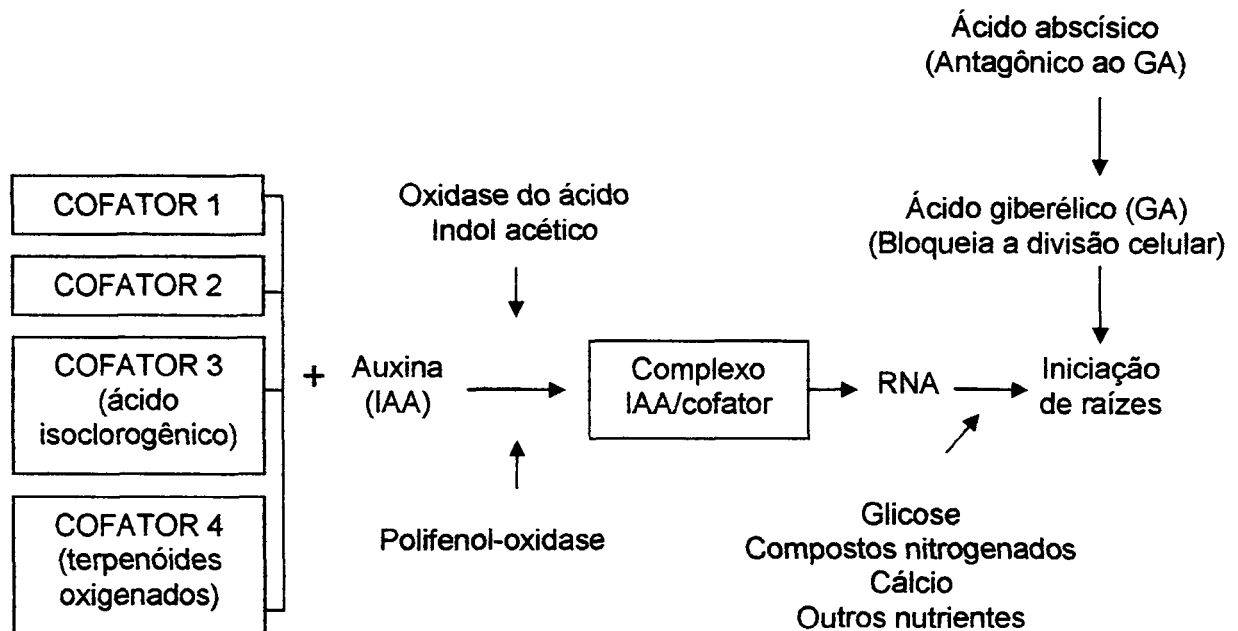 Ácido abscísico
(Antagônico ao GA)
COFATOR 1
Oxidase do ácido
Indol acético
Ácido giberélico (GA)
(Bloqueia a divisão celular)
COFATOR 2
COFATOR 3
(ácido
isoclorogênico)
+
Auxina
(IAA)
Complexo
IAA/cofator
RNA
Iniciação
de raízes
COFATOR 4
(terpenóides
oxigenados)
Polifenol-oxidase
Glicose
Compostos nitrogenados
Cálcio
Outros nutrientes